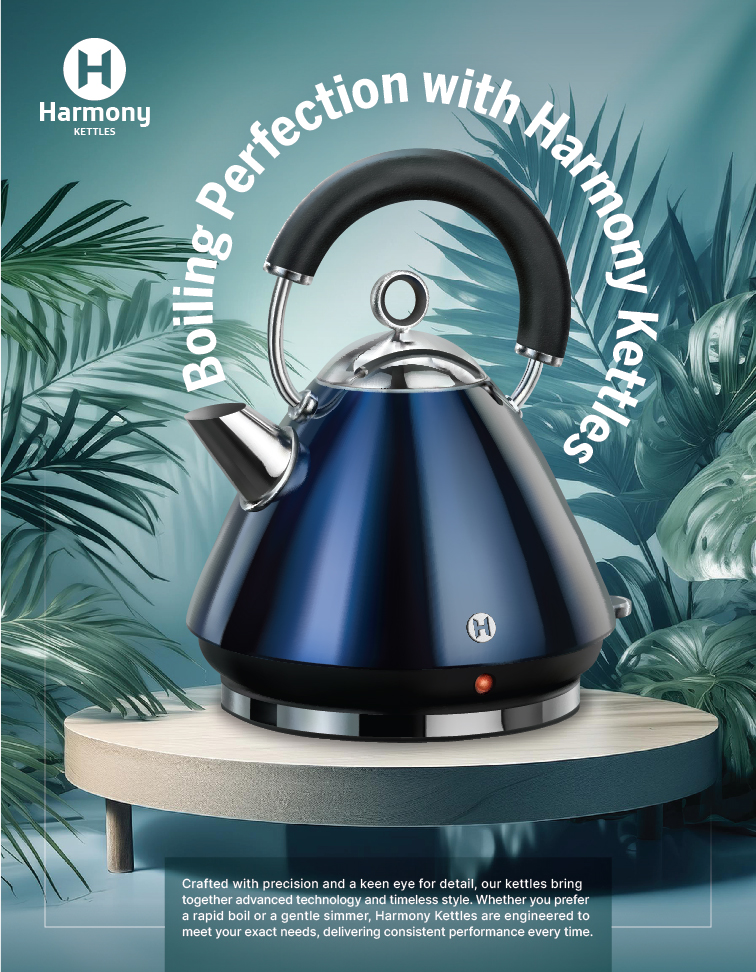 H
Harmony
KETTLES
Boiling Perfection with Harmony Kettles
H
Crafted with precision and a keen eye for detail, our kettles bring
together advanced technology and timeless style. Whether you prefer
a rapid boil or a gentle simmer, Harmony Kettles are engineered to
meet your exact needs, delivering consistent performance every time.